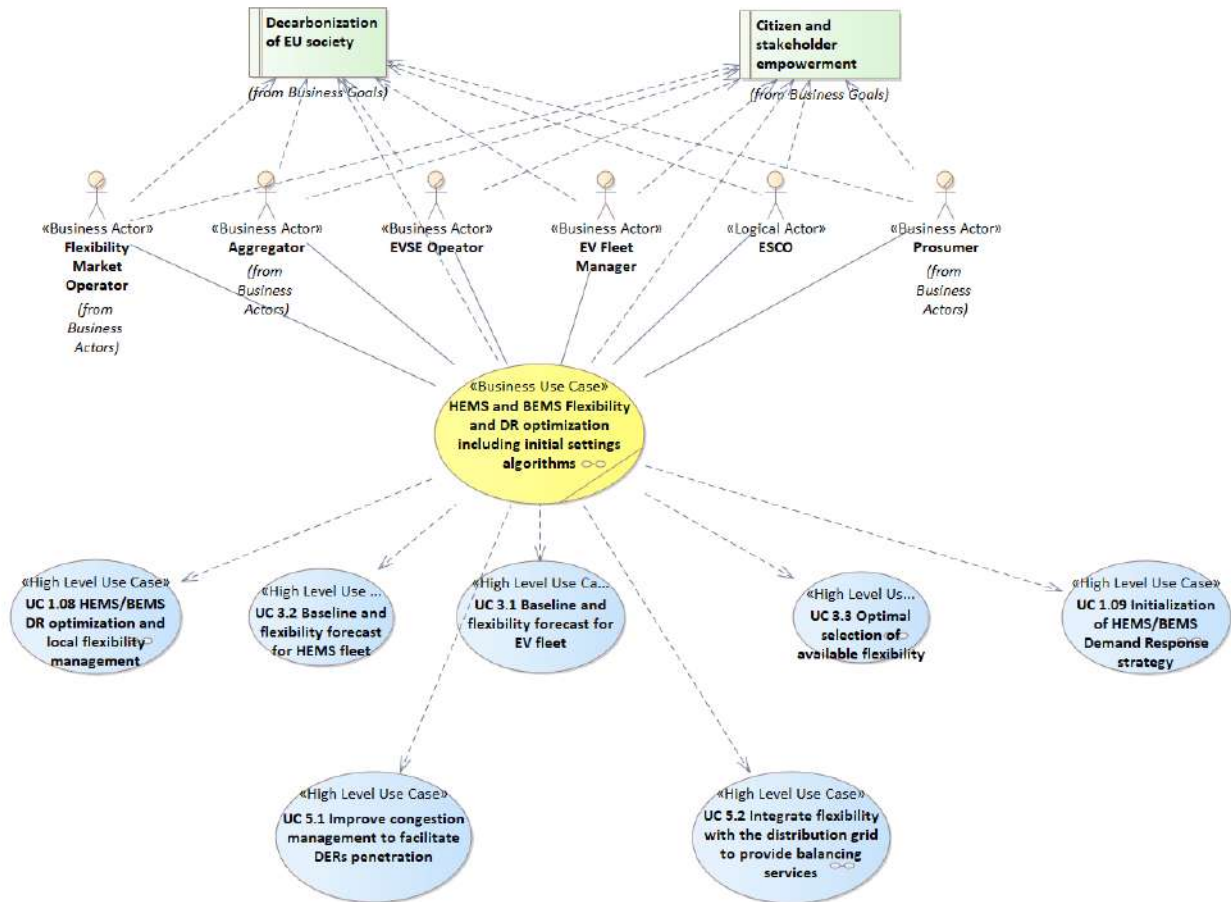 Decarbonization
of EU society
(from Business Goals)
Citizen and
stakeholder
empowerment
(from Business Goals)
«Business Actor»
Flexibility
Market
Operator
(from
Business
Actors)
«Business Actor»
Aggregator
(from
Business
Actors)
«Business Actor»
EVSE Opeator
«Business Actor»
EV Fleet
Manager
«Logical Actor»
ESCO
«Business Actor»
Prosumer
(from
Business
Actors)
«Business Use Case»
HEMS and BEMS Flexibility
and DR optimization
including initial settings
algorithms
«High Level Use Case»
UC 1.08 HEMS/BEMS
DR optimization and
local flexibility
management
«High Level Use ...
UC 3.2 Baseline and
flexibility forecast
for HEMS fleet
«High Level Use Ca...
UC 3.1 Baseline and
flexibility forecast for
EV fleet
«High Level Us...
UC 3.3 Optimal
selection of
available flexibility
«High Level Use Case»
UC 1.09 Initialization
of HEMS/BEMS
Demand Response
strategy
«High Level Use Case»
UC 5.1 Improve congestion
management to facilitate
DERs penetration
«High Level Use Case»
UC 5.2 Integrate flexibility
with the distribution grid
to provide balancing
services